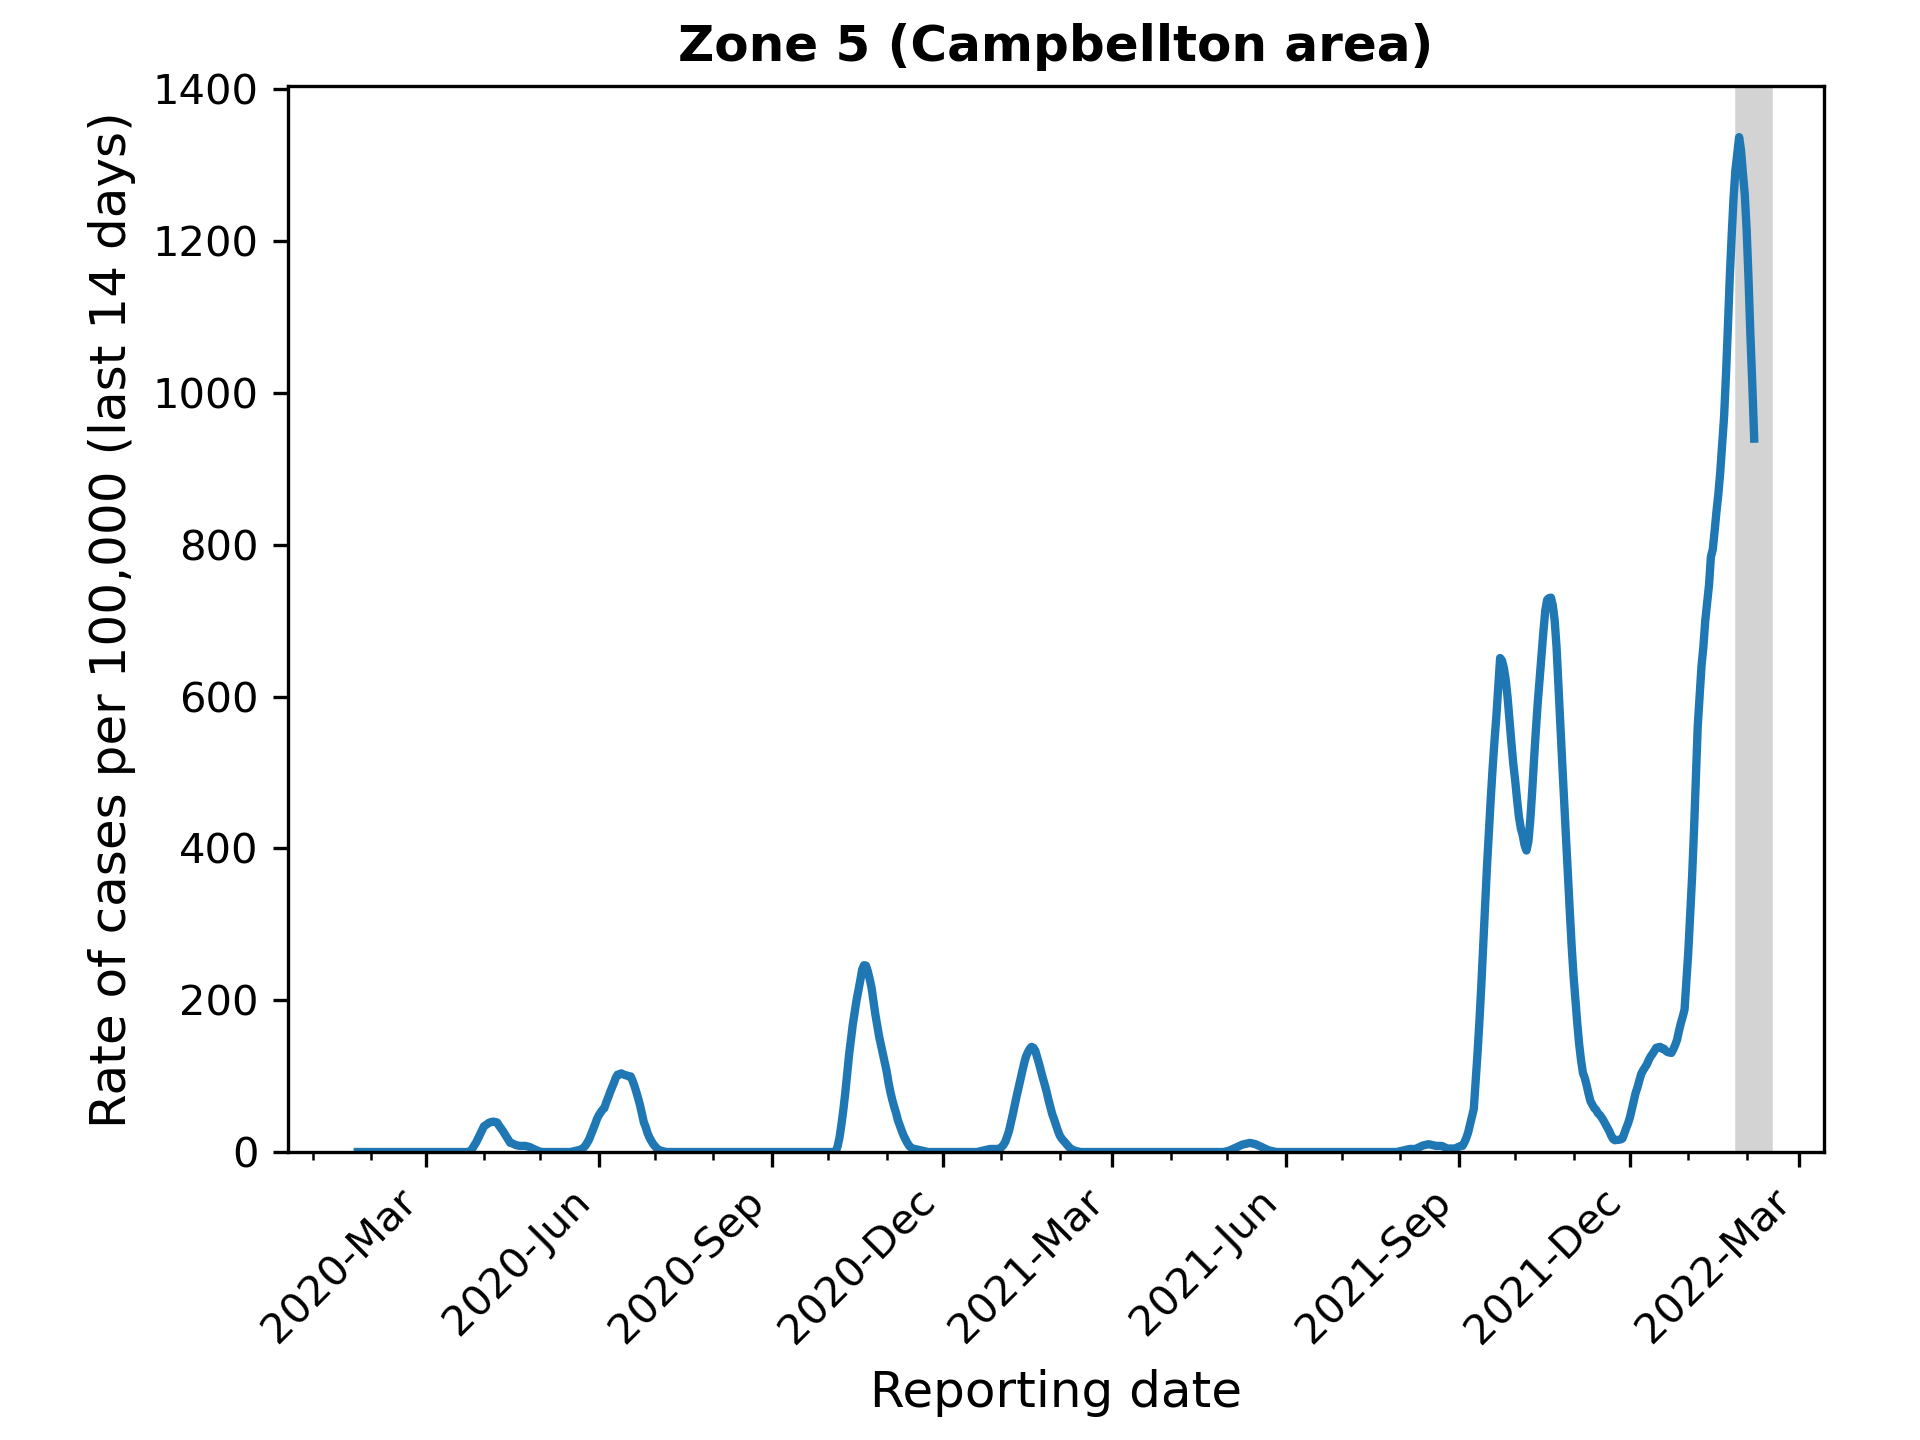 Zone 5 (Campbellton area)
Rate of cases per 100,000 (last 14 days)
1400
1200
1000
800
600
400
200
0
2020-Mar
2020-Jun
2020-Sep
2020-Dec
2021-Mar
2021-Jun
2021-Sep
2021-Dec
2022-Mar
Reporting date